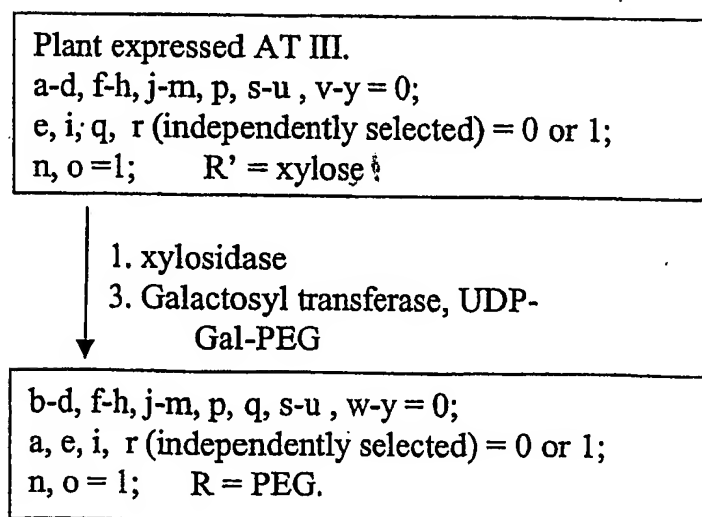 Plant expressed AT III.
a-d, f-h, j-m, p, s-u , v-y = 0;
e, i, q, r (independently selected) = 0 or 1;
n, o =1; R' = xylose
1. xylosidase
3. Galactosyl transferase, UDP-
Gal-PEG
b-d, f-h, j-m, p, q, s-u , w-y = 0;
a, e, i, r (independently selected) = 0 or 1;
n, o = 1; R = PEG.